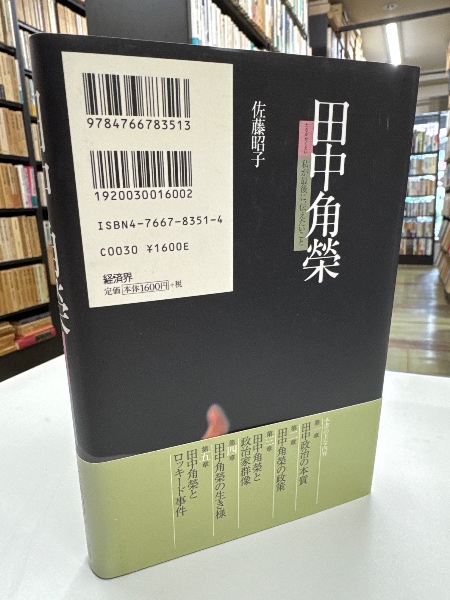 田中角榮
私が最後に伝えたいこと
佐藤昭子
9784766783513
1920030016002
ISBN4-7667-8351-4
C0030 ¥1600E
経済界
定価 本体1600円+税
第一章
田中政治の本質
第二章
田中角榮の政策
第三章
田中角榮と
政治家群像
第四章
田中角榮の生き様
第五章
田中角榮と
ロッキード事件